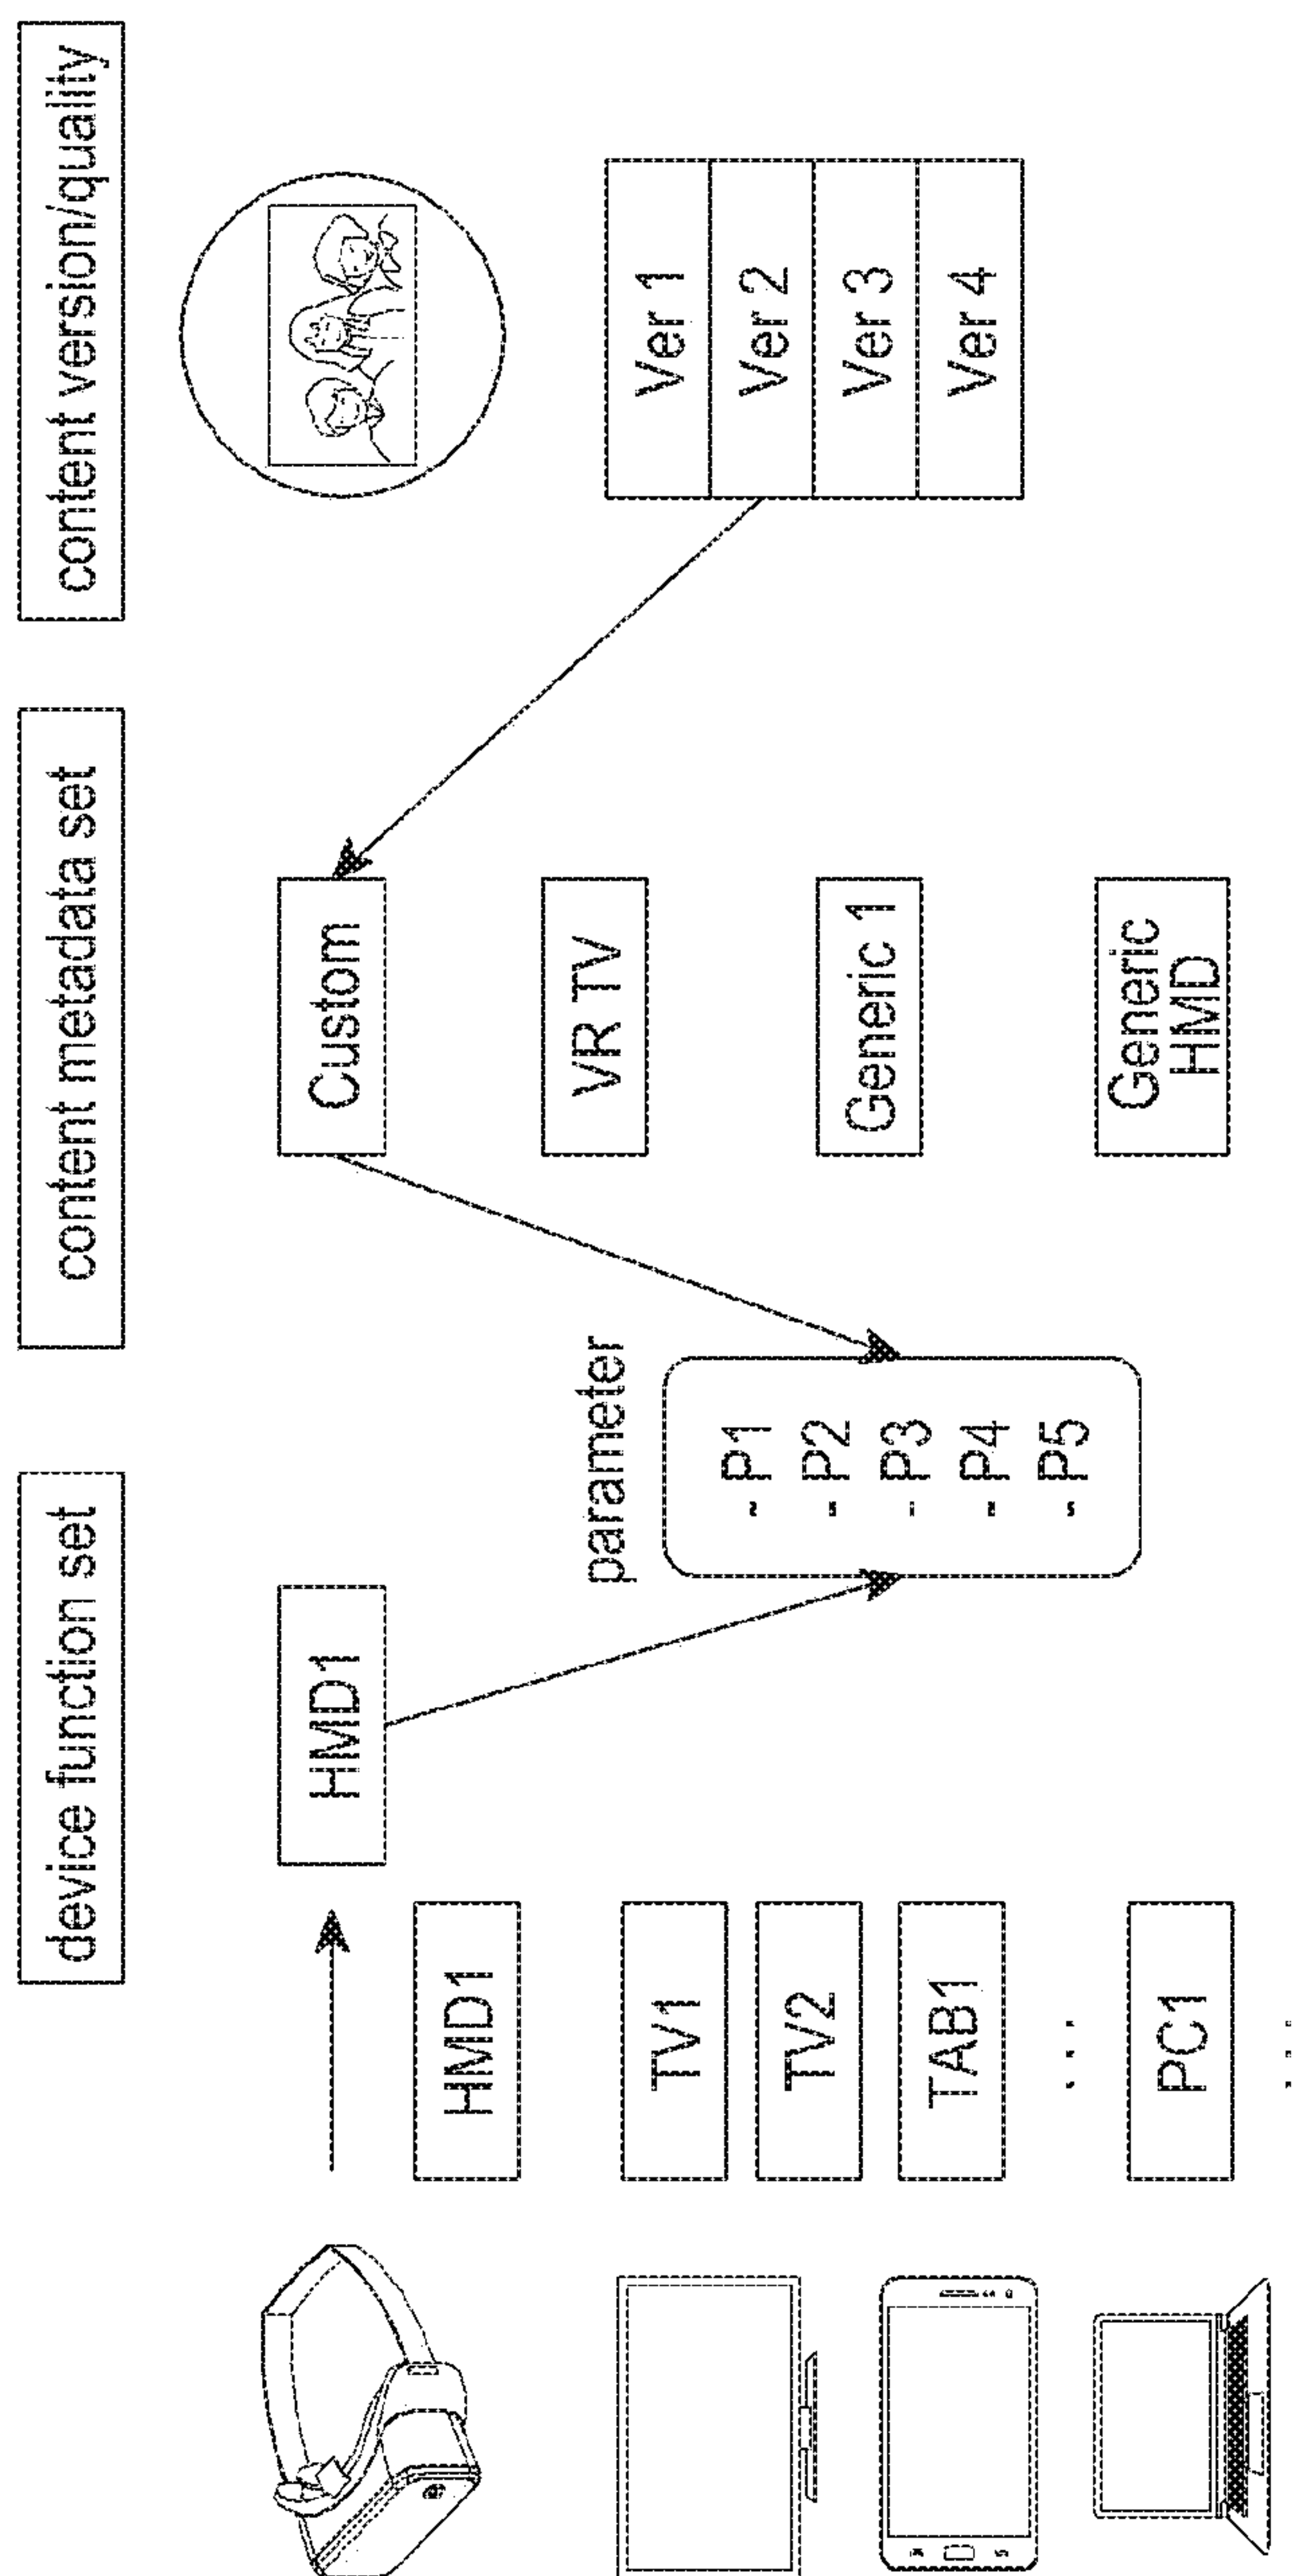 device function set
content metadata set
content version/quality
HMD1
HMD1
TV1
TV2
TAB1
PC1
parameter
P1
P2
P3
P4
P5
Custom
VR TV
Generic 1
Generic
HMD
Ver 1
Ver 2
Ver 3
Ver 4